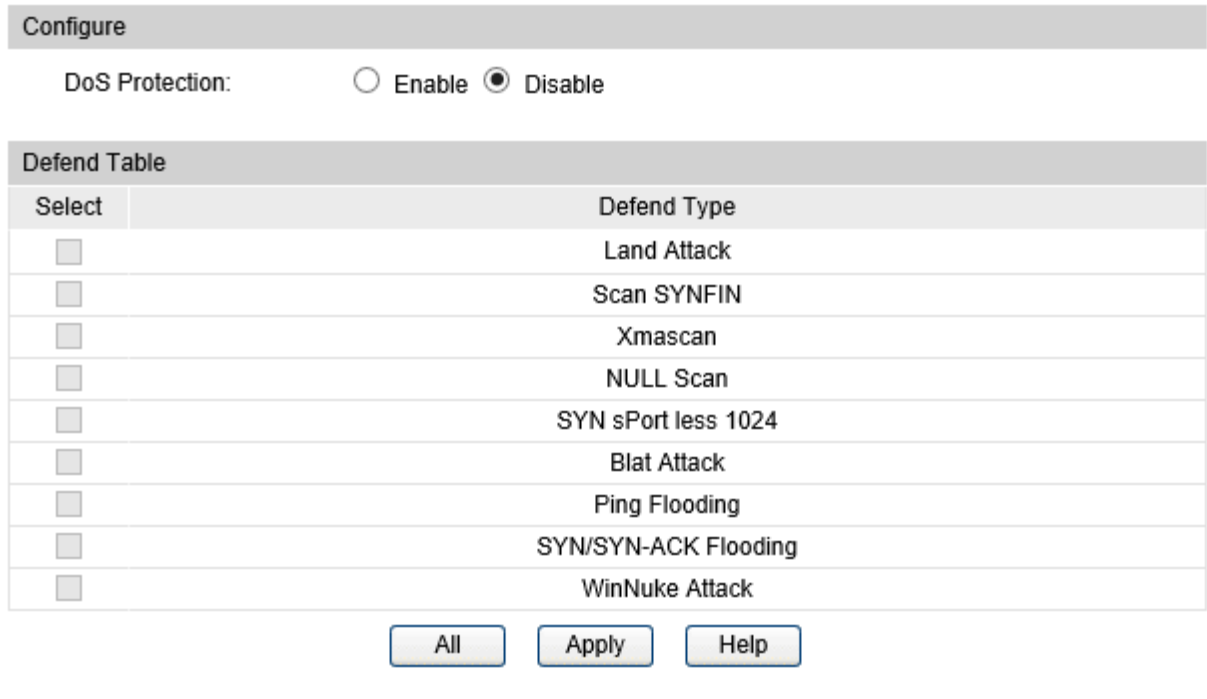 Configure
DoS Protection: Enable Disable
Defend Table
Select Defend Type
Land Attack
Scan SYNFIN
Xmascan
NULL Scan
SYN sPort less 1024
Blat Attack
Ping Flooding
SYN/SYN-ACK Flooding
WinNuke Attack
All Apply Help